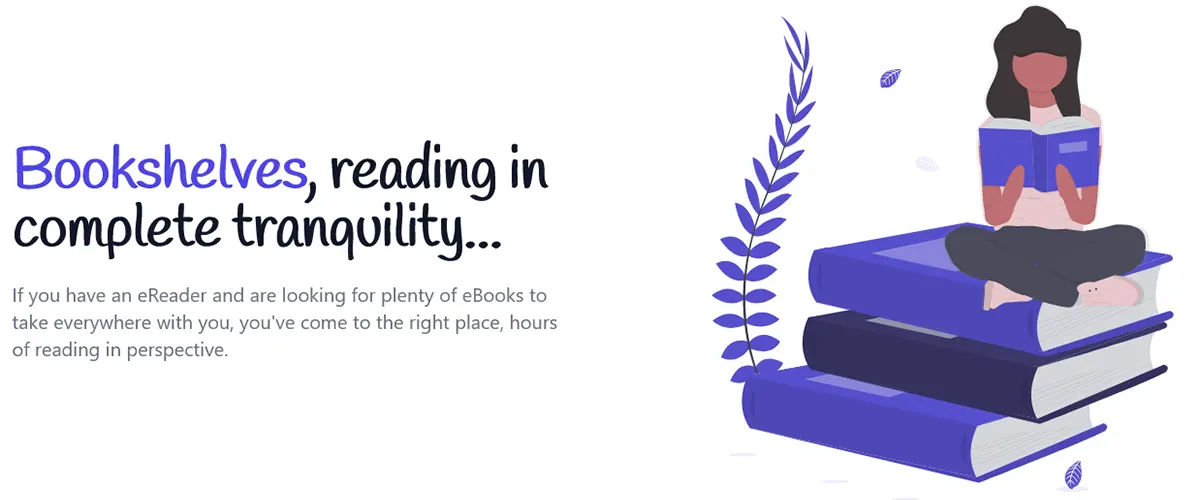 Bookshelves, reading in
complete tranquility...
If you have an eReader and are looking for plenty of eBooks to
take everywhere with you, you've come to the right place, hours
of reading in perspective.